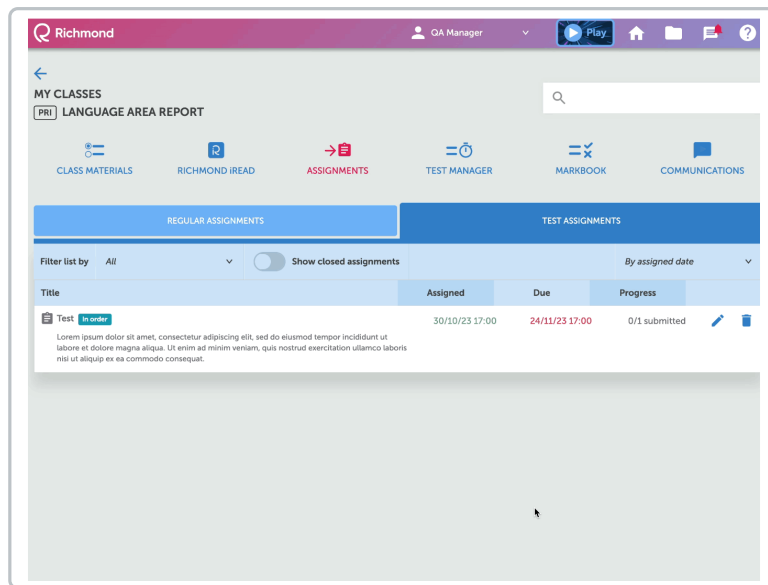 Richmond
QA Manager
Play
?
MY CLASSES
PRI LANGUAGE AREA REPORT
CLASS MATERIALS
RICHMOND iREAD
ASSIGNMENTS
TEST MANAGER
MARKBOOK
COMMUNICATIONS
REGULAR ASSIGNMENTS
TEST ASSIGNMENTS
Filter list by All
Show closed assignments
By assigned date
Title Assigned Due Progress
Test In order 30/10/23 17:00 24/11/23 17:00 0/1 submitted
Lorem ipsum dolor sit amet, consectetur adipiscing elit, sed do eiusmod tempor incididunt ut
labore et dolore magna aliqua. Ut enim ad minim veniam, quis nostrud exercitation ullamco laboris
nisi ut aliquip ex ea commodo consequat.